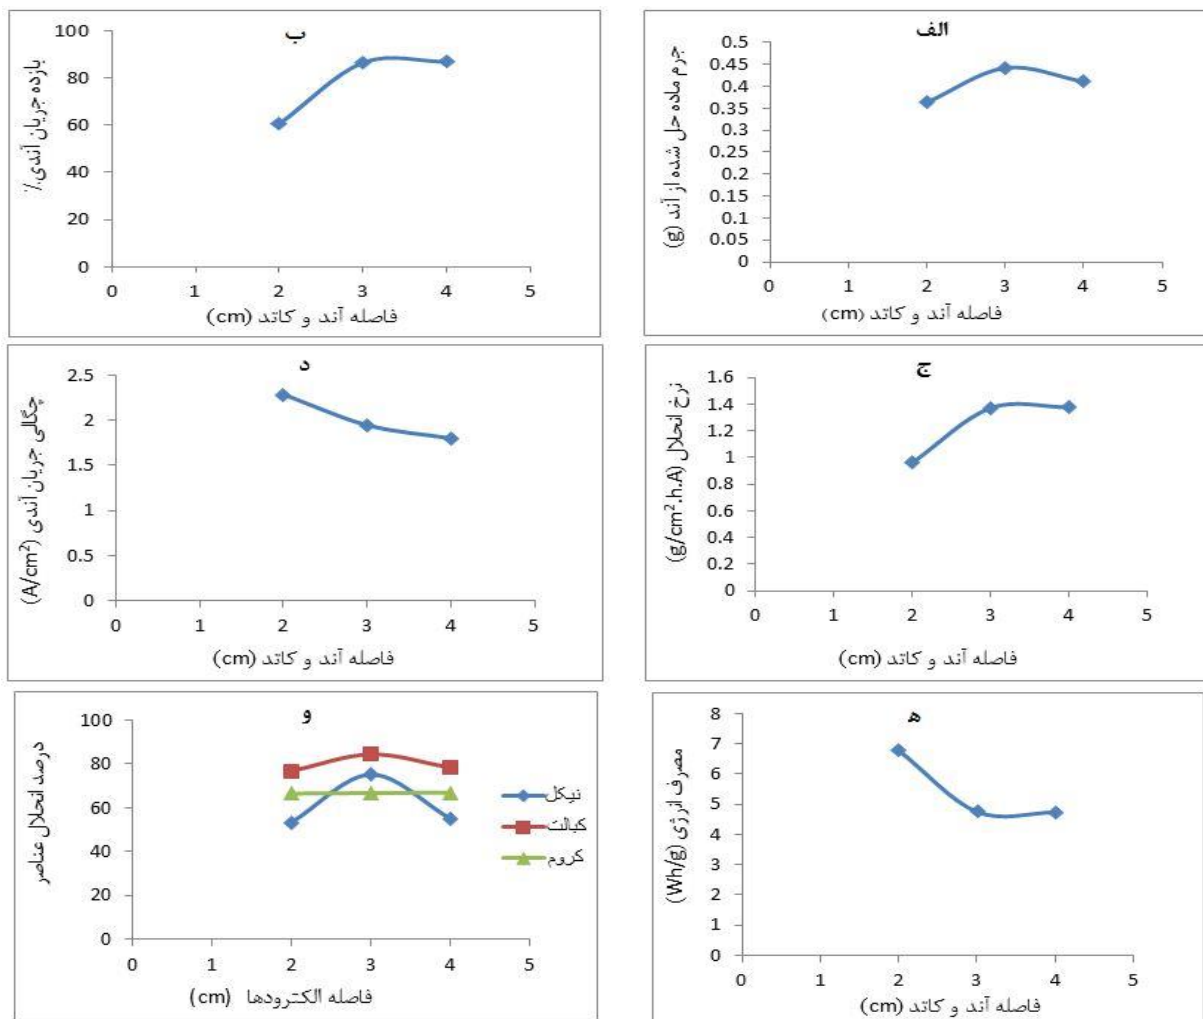 الف
جرم ماده حل شده از آند (g)
0.5
0.45
0.4
0.35
0.3
0.25
0.2
0.15
0.1
0.05
0
0 1 2 3 4 5
فاصله آند و کاتد (cm)
ب
بازده جریان آندی٪
100
80
60
40
20
0
0 1 2 3 4 5
فاصله آند و کاتد (cm)
ج
نرخ انحلال (g/cm².h.A)
1.6
1.4
1.2
1
0.8
0.6
0.4
0.2
0
0 1 2 3 4 5
فاصله آند و کاتد (cm)
د
چگالی جریان آندی (A/cm²)
2.5
2
1.5
1
0.5
0
0 1 2 3 4 5
فاصله آند و کاتد (cm)
ه
مصرف انرژی (Wh/g)
8
7
6
5
4
3
2
1
0
0 1 2 3 4 5
فاصله آند و کاتد (cm)
و
درصد انحلال عناصر
100
80
60
40
20
0
0 1 2 3 4 5
فاصله الکترودها (cm)
نیکل
کبالت
کروم